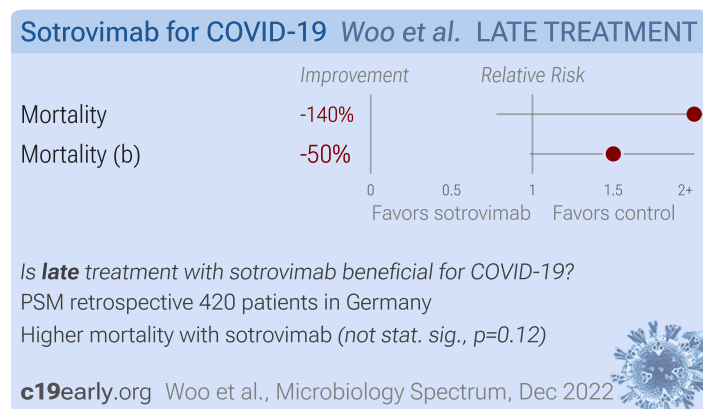 Sotrovimab for COVID-19 Woo et al. LATE TREATMENT
Improvement Relative Risk
Mortality -140%
Mortality (b) -50%
0 0.5 1 1.5 2+
Favors sotrovimab Favors control
Is late treatment with sotrovimab beneficial for COVID-19?
PSM retrospective 420 patients in Germany
Higher mortality with sotrovimab (not stat. sig., p=0.12)
c19early.org Woo et al., Microbiology Spectrum, Dec 2022